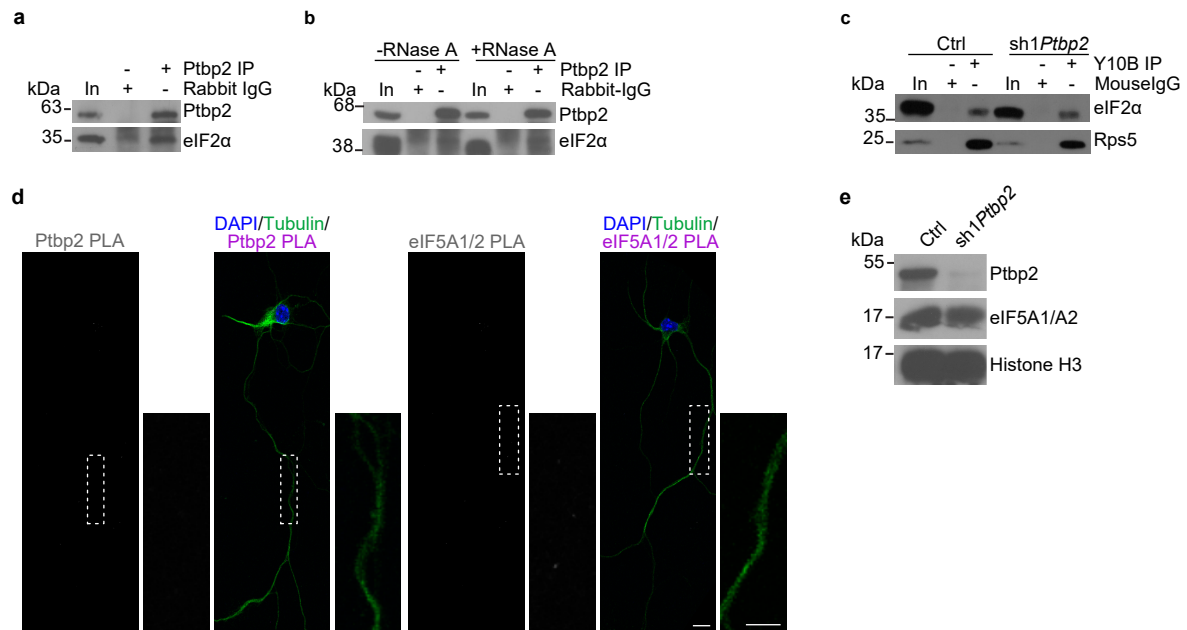 a
- + Ptbp2 IP
kDa In + - Rabbit IgG
63 Ptbp2
35 eIF2α
b
-RNase A +RNase A
- + - + Ptbp2 IP
kDa In + - In + - Rabbit-IgG
68 Ptbp2
38 eIF2α
c
Ctrl sh1Ptbp2
- + - + Y10B IP
kDa In + - In + - MouseIgG
35 eIF2α
25 Rps5
d
Ptbp2 PLA
DAPI/Tubulin/
Ptbp2 PLA
eIF5A1/2 PLA
DAPI/Tubulin/
eIF5A1/2 PLA
e
kDa Ctrl sh1Ptbp2
55 Ptbp2
17 eIF5A1/A2
17 Histone H3